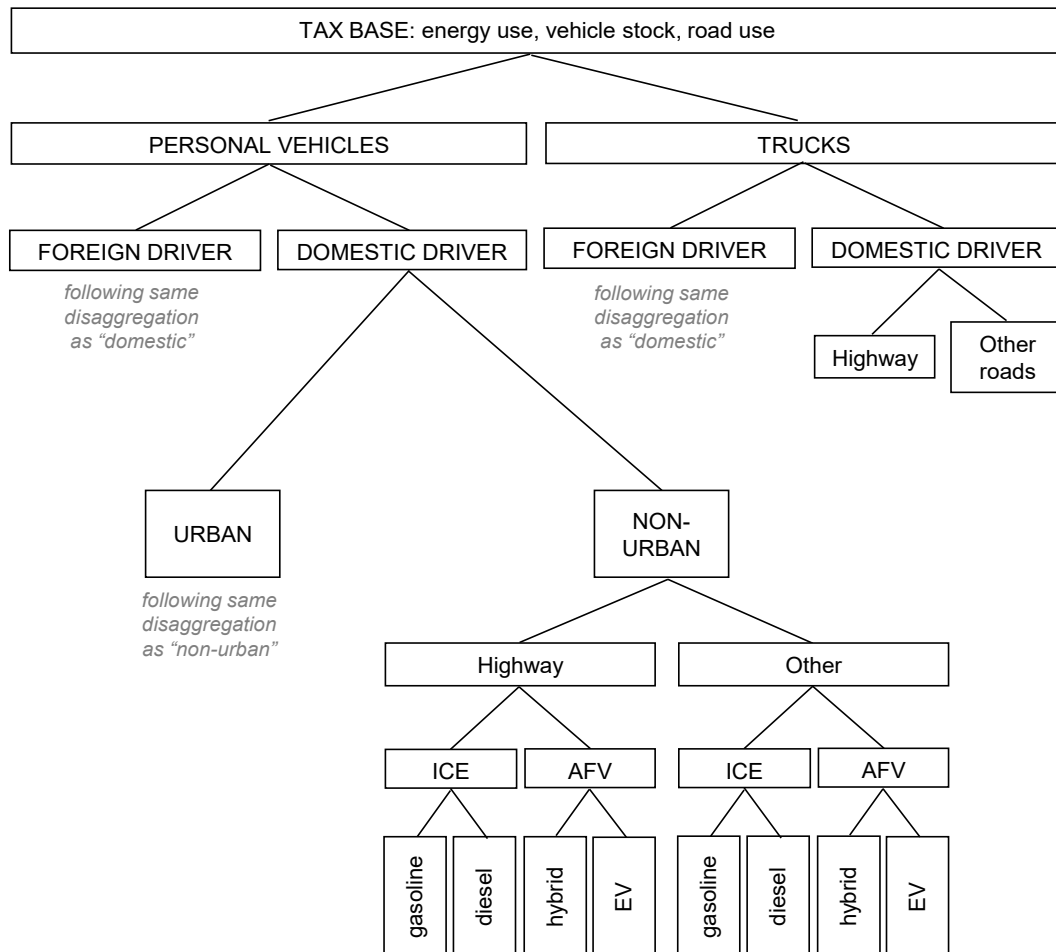 TAX BASE: energy use, vehicle stock, road use
PERSONAL VEHICLES
TRUCKS
FOREIGN DRIVER
DOMESTIC DRIVER
FOREIGN DRIVER
DOMESTIC DRIVER
following same
disaggregation
as “domestic”
following same
disaggregation
as “domestic”
Highway
Other
roads
URBAN
NON-
URBAN
following same
disaggregation
as “non-urban”
Highway
Other
ICE
AFV
ICE
AFV
gasoline
diesel
hybrid
EV
gasoline
diesel
hybrid
EV